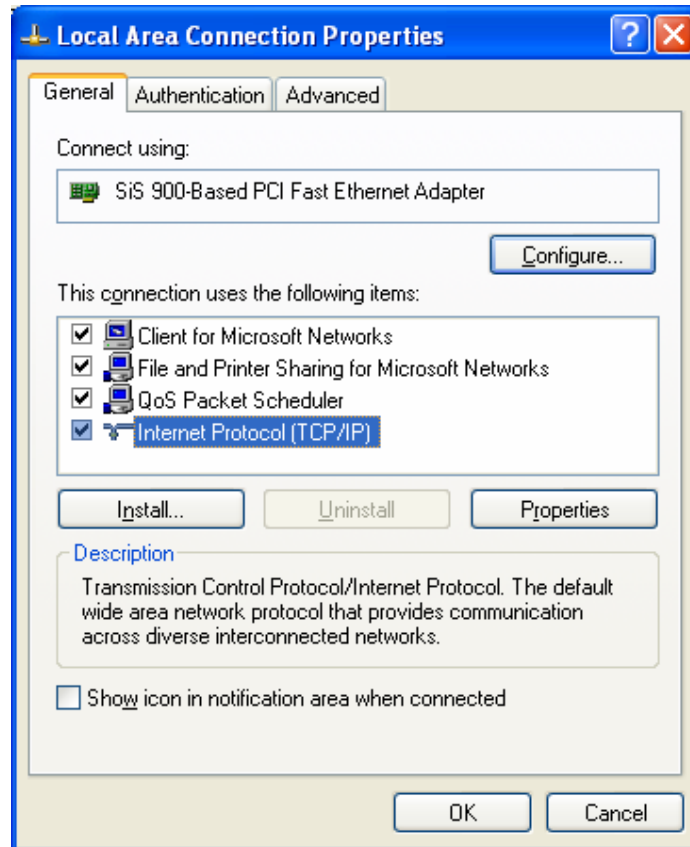 Local Area Connection Properties
General Authentication Advanced
Connect using:
SiS 900-Based PCI Fast Ethernet Adapter
Configure...
This connection uses the following items:
Client for Microsoft Networks
File and Printer Sharing for Microsoft Networks
QoS Packet Scheduler
Internet Protocol (TCP/IP)
Install... Uninstall Properties
Description
Transmission Control Protocol/Internet Protocol. The default
wide area network protocol that provides communication
across diverse interconnected networks.
Show icon in notification area when connected
OK Cancel